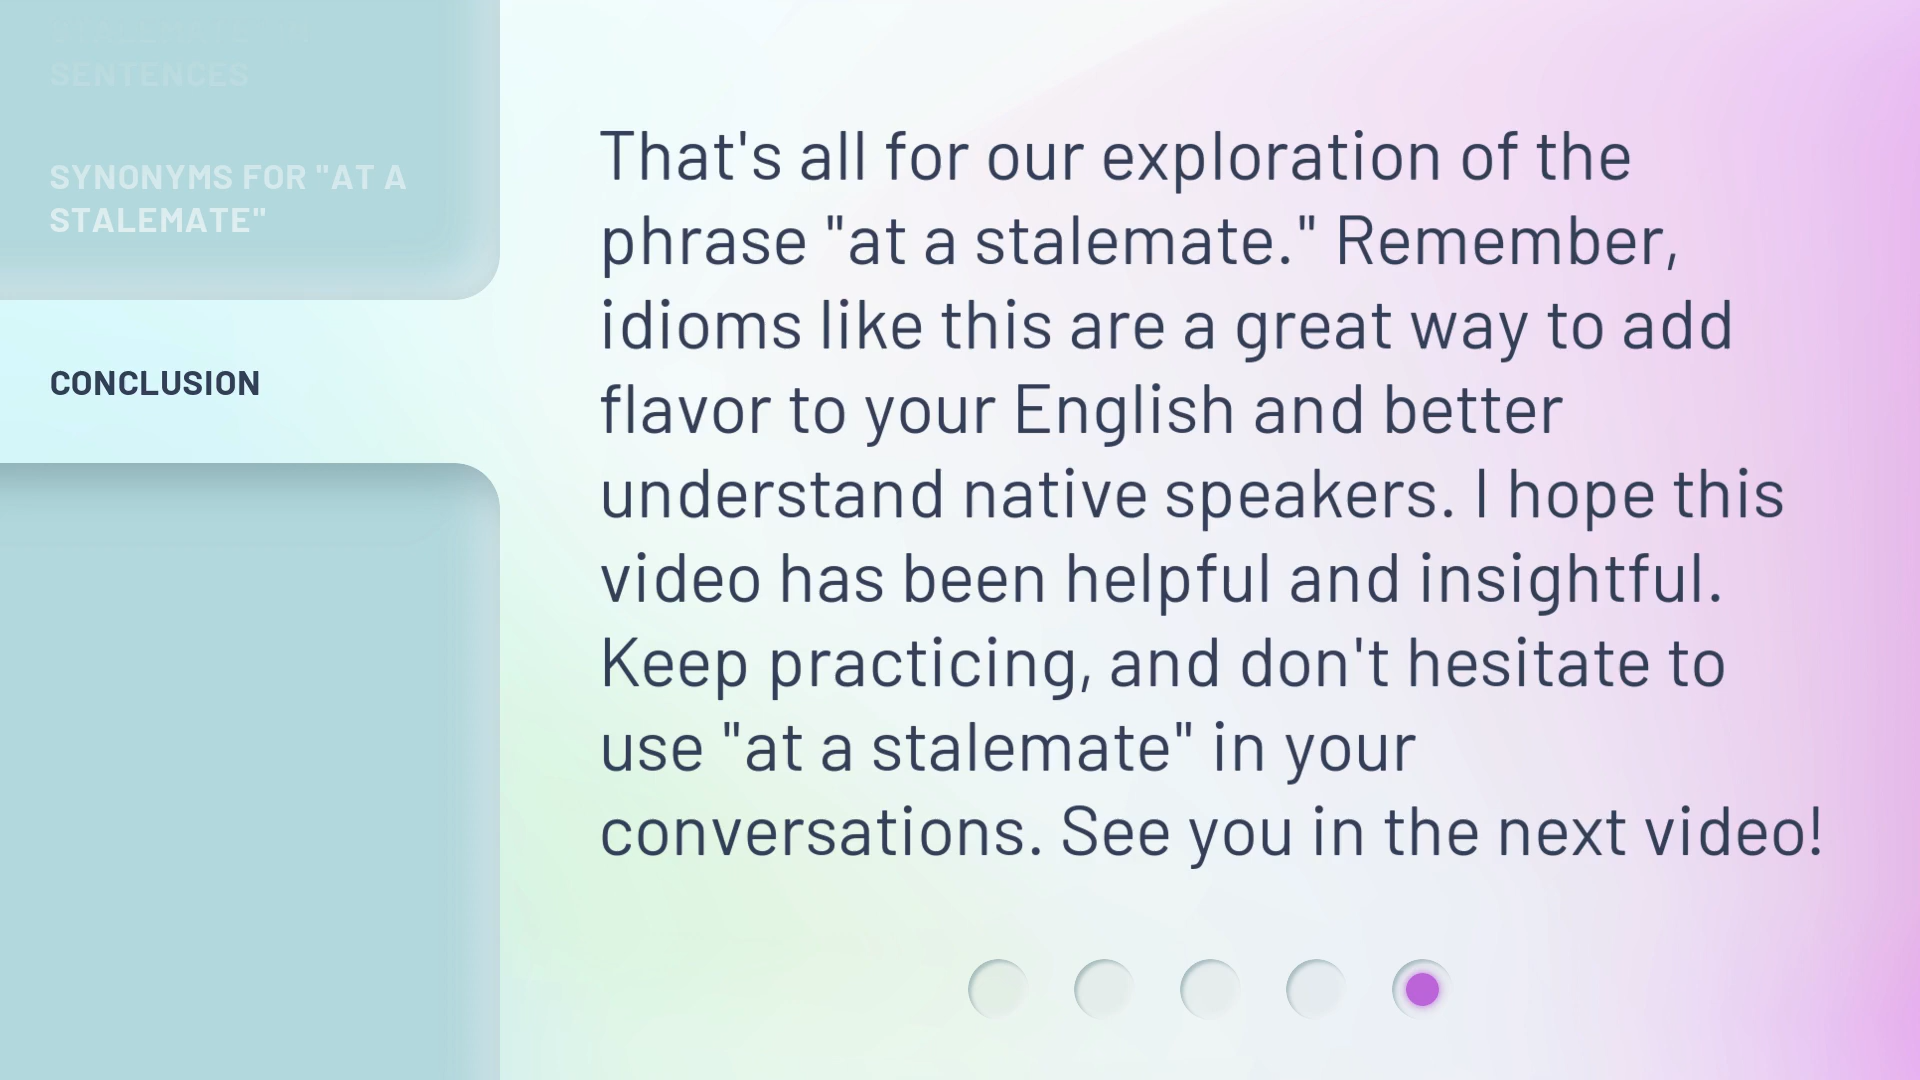 SENTENCES
SYNONYMS FOR "AT A
STALEMATE"
CONCLUSION
That's all for our exploration of the
phrase "at a stalemate." Remember,
idioms like this are a great way to add
flavor to your English and better
understand native speakers. I hope this
video has been helpful and insightful.
Keep practicing, and don't hesitate to
use "at a stalemate" in your
conversations. See you in the next video!